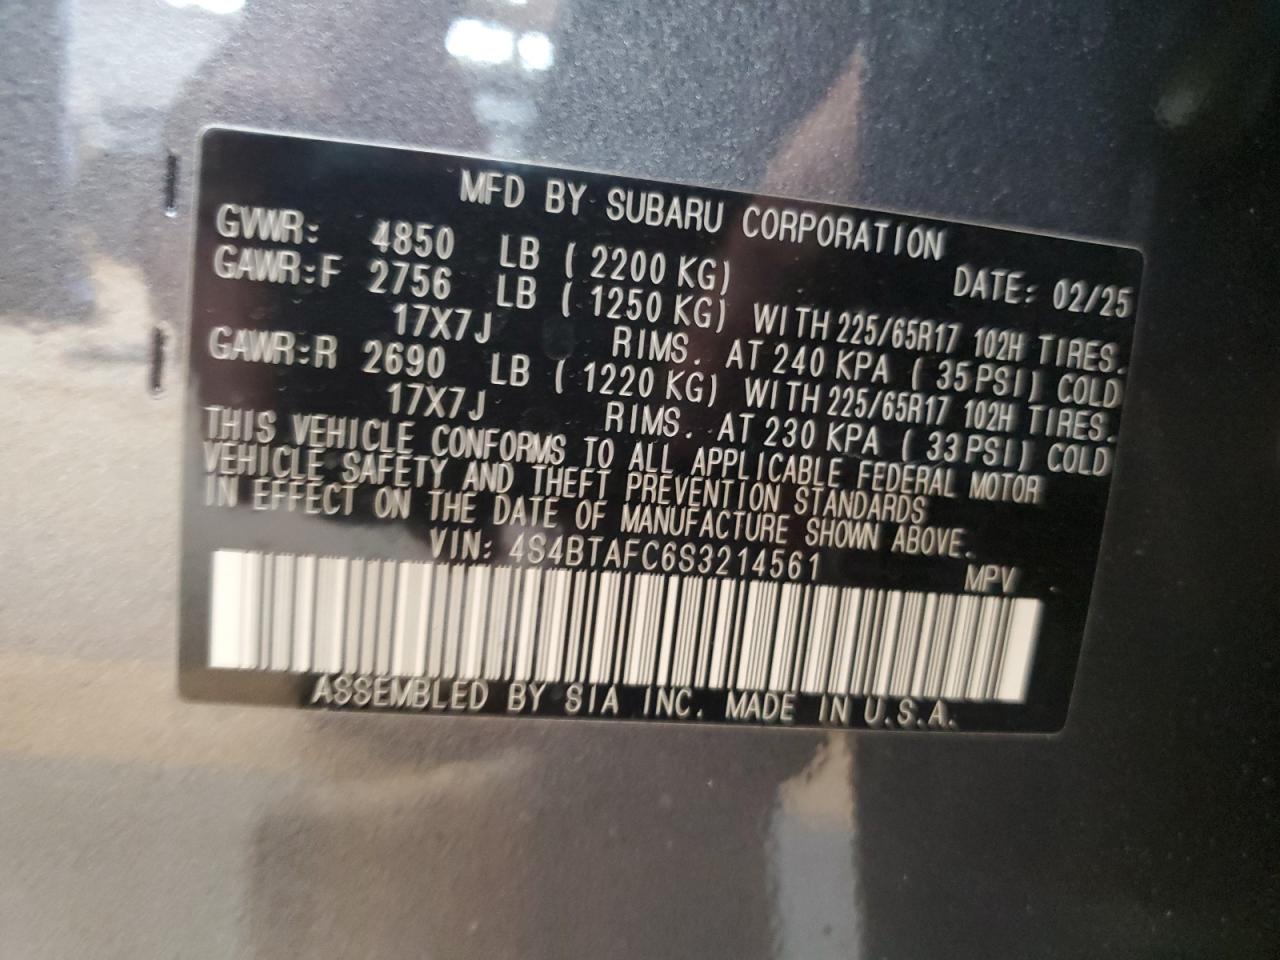 MFD BY SUBARU CORPORATION
DATE: 02/25
GVWR: 4850 LB ( 2200 KG)
GAWR:F 2756 LB ( 1250 KG) WITH 225/65R17 102H TIRES.
17X7J RIMS. AT 240 KPA ( 35 PSI) COLD
GAWR:R 2690 LB ( 1220 KG) WITH 225/65R17 102H TIRES.
17X7J RIMS. AT 230 KPA ( 33 PSI) COLD
THIS VEHICLE CONFORMS TO ALL APPLICABLE FEDERAL MOTOR
VEHICLE SAFETY AND THEFT PREVENTION STANDARDS
IN EFFECT ON THE DATE OF MANUFACTURE SHOWN ABOVE.
VIN: 4S4BTAFC6S3214561
MPV
ASSEMBLED BY SIA INC. MADE IN U.S.A.